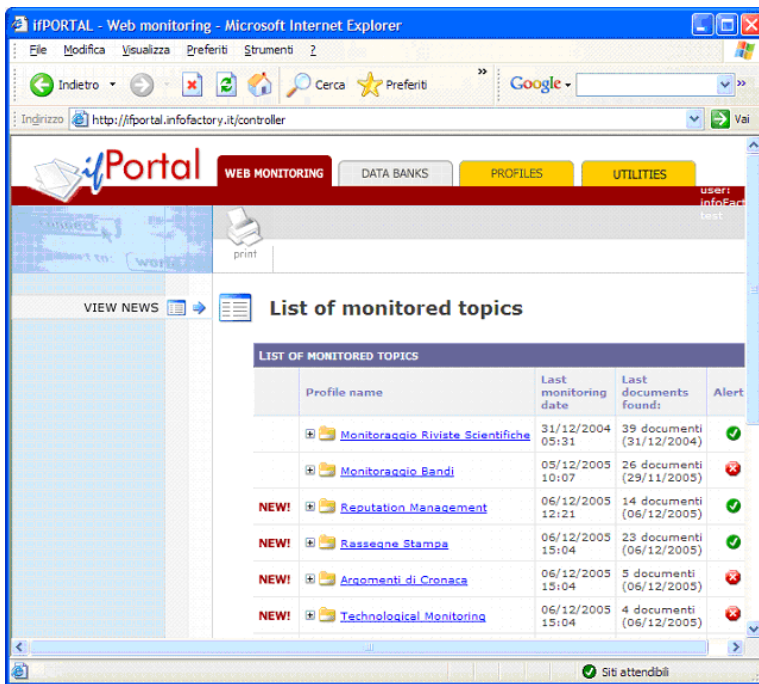 ifPORTAL - Web monitoring - Microsoft Internet Explorer
File Modifica Visualizza Preferiti Strumenti ?
Indietro Cerca Preferiti » Google »
Indirizzo http://ifportal.infofactory.it/controller Vai
ifPortal WEB MONITORING DATA BANKS PROFILES UTILITIES
user:
infoFact
test
connect
print
VIEW NEWS List of monitored topics
LIST OF MONITORED TOPICS
Profile name Last monitoring date Last documents found: Alert
Monitoraggio Riviste Scientifiche 31/12/2004 05:31 39 documenti (31/12/2004)
Monitoraggio Bandi 05/12/2005 10:07 26 documenti (29/11/2005)
NEW! Reputation Management 06/12/2005 12:21 14 documenti (06/12/2005)
NEW! Rassegne Stampa 06/12/2005 15:04 23 documenti (06/12/2005)
NEW! Argomenti di Cronaca 06/12/2005 15:04 5 documenti (06/12/2005)
NEW! Technological Monitoring 06/12/2005 15:04 4 documenti (06/12/2005)
Siti attendibili